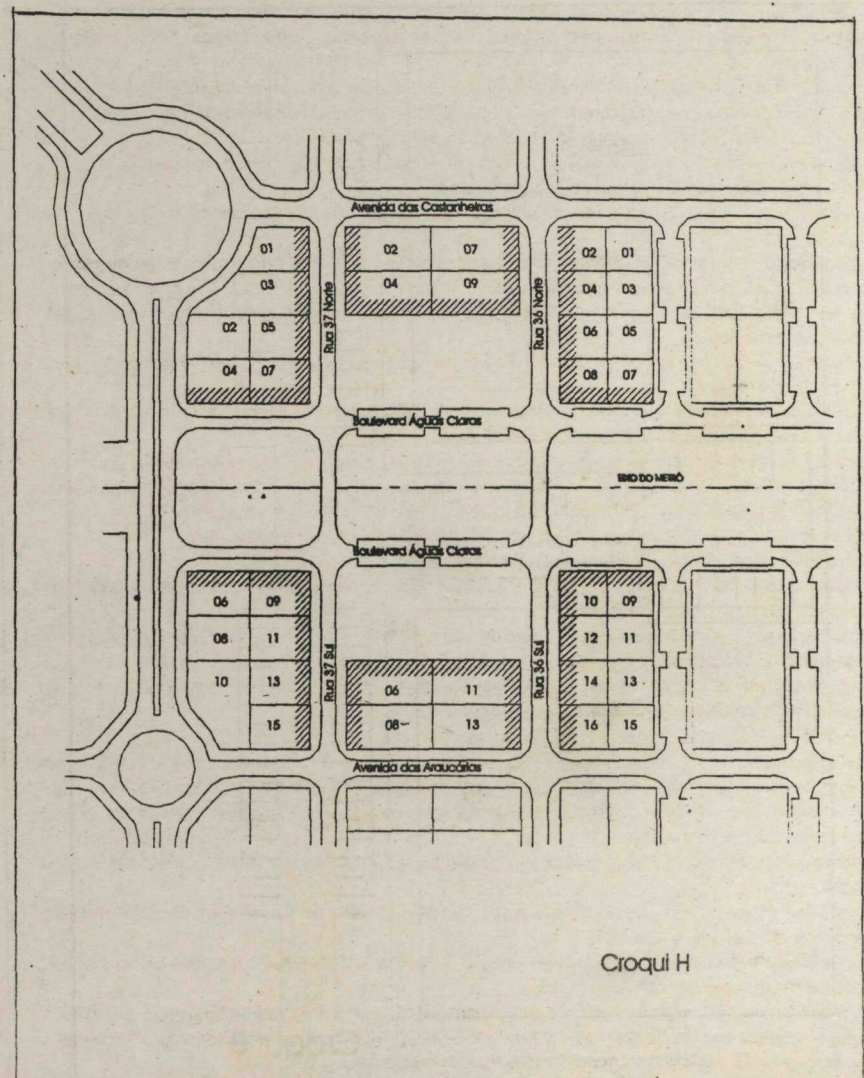 Avenida das Castanheiras
01
02 07
02 01
03
04 09
04 03
Rua 37 Norte
Rua 36 Norte
02 05
06 05
04 07
08 07
Boulevard Águas Claras
EIXO DO METRÔ
Boulevard Águas Claras
06 09
10 09
08 11
12 11
Rua 37 Sul
Rua 36 Sul
10 13
06 11
14 13
15
08 13
16 15
Avenida das Araucárias
Croqui H